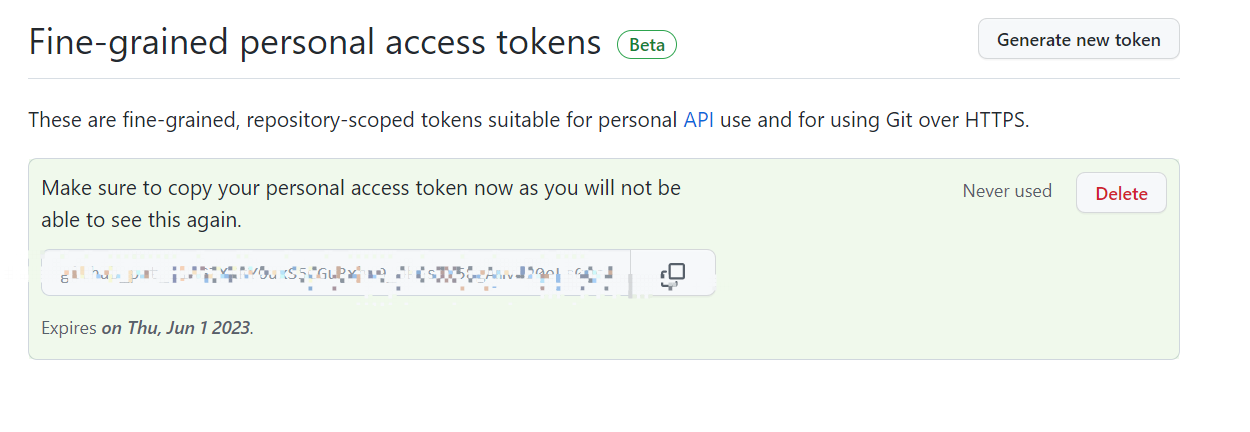 Fine-grained personal access tokens Beta Generate new token
These are fine-grained, repository-scoped tokens suitable for personal API use and for using Git over HTTPS.
Make sure to copy your personal access token now as you will not be
able to see this again.
Never used Delete
Expires on Thu, Jun 1 2023.